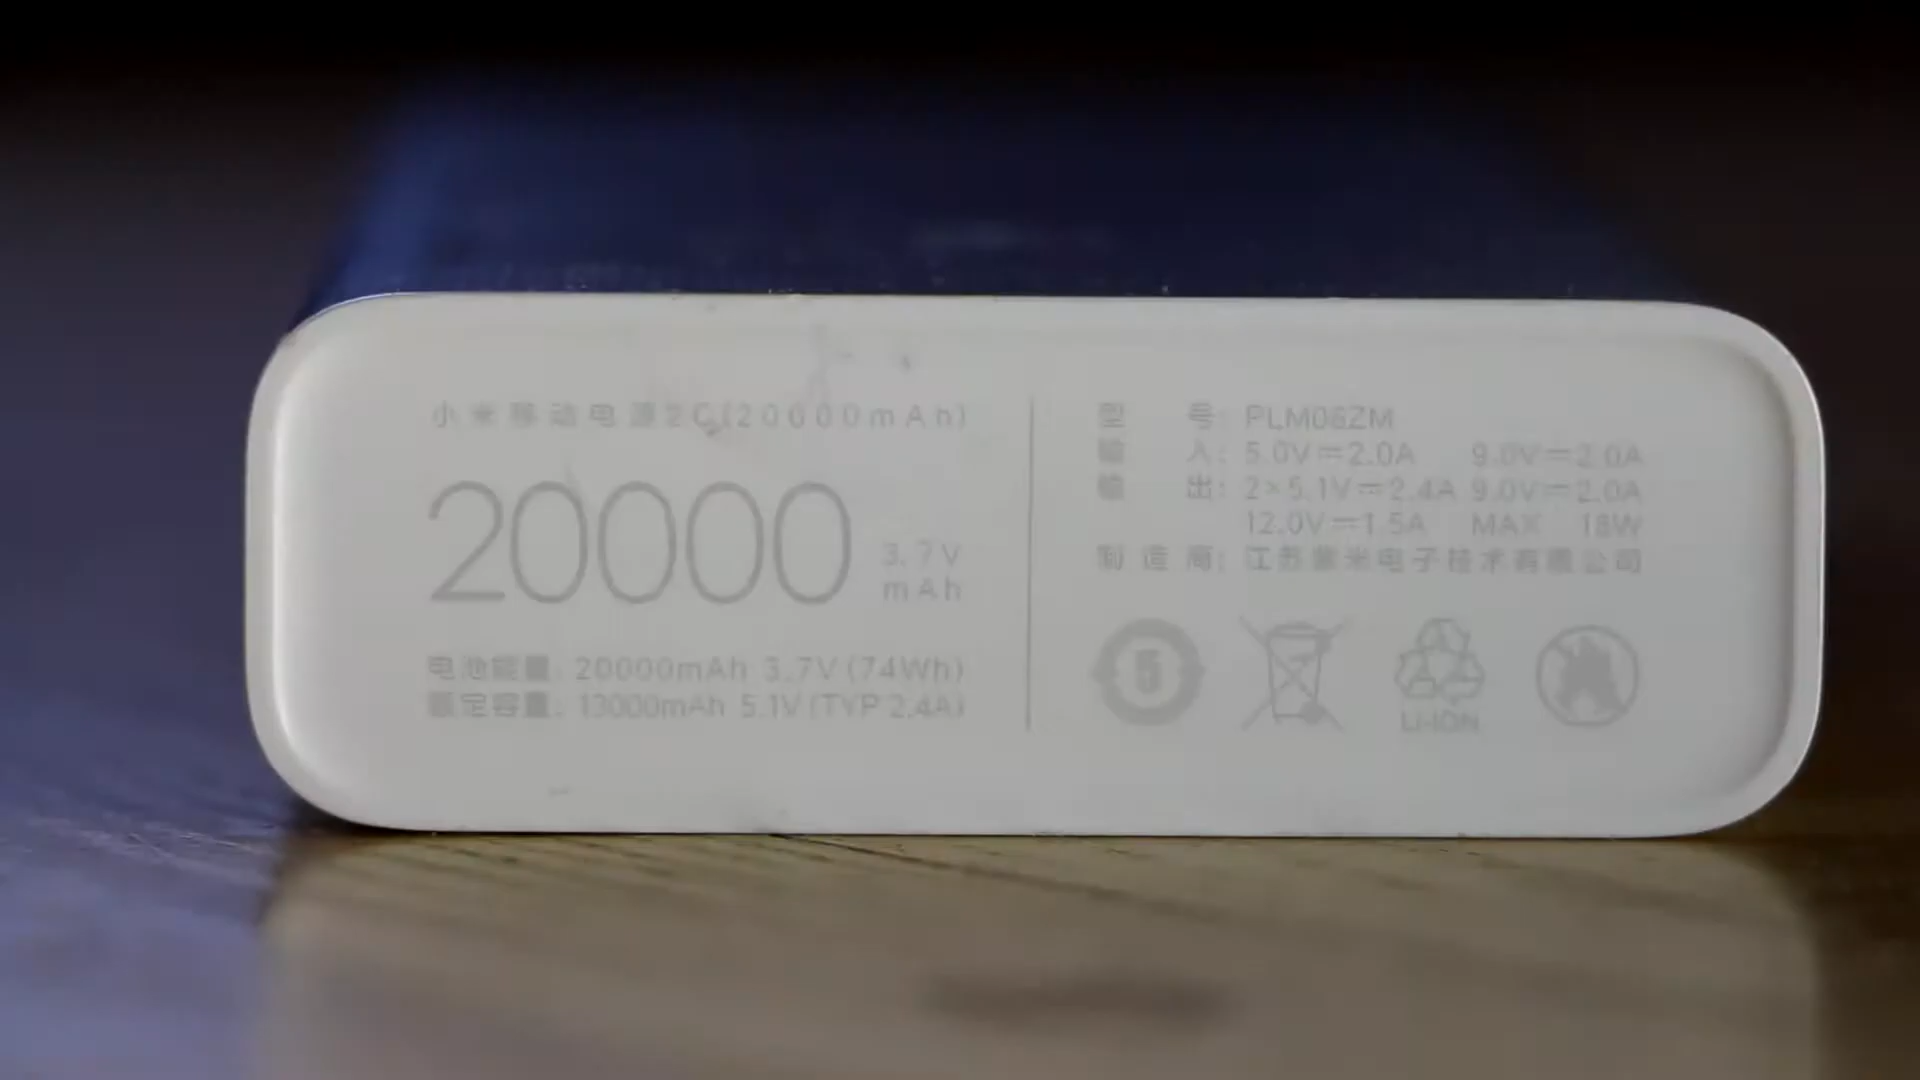 小米移动电源2C(20000mAh)
20000
3.7V
mAh
电池能量: 20000mAh 3.7V(74Wh)
额定容量: 13000mAh 5.1V(TYP 2.4A)
型号: PLM06ZM
输入: 5.0V⎓2.0A 9.0V⎓2.0A
输出: 2×5.1V⎓2.4A 9.0V⎓2.0A
12.0V⎓1.5A MAX 18W
制造商: 江苏紫米电子技术有限公司
5
LI-ION